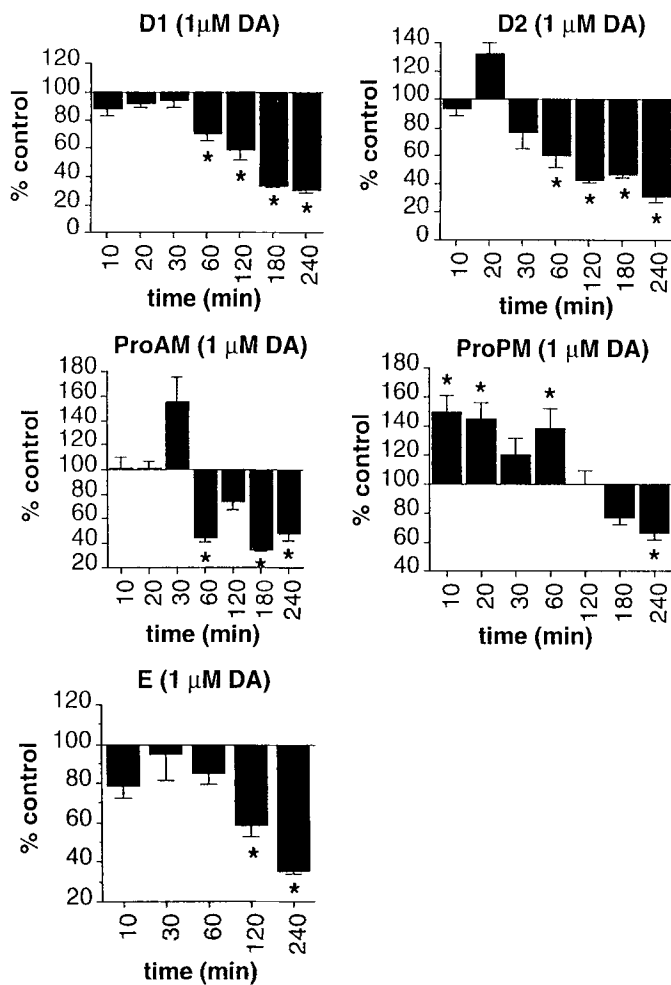 D1 (1μM DA)
% control
120
100
80
60
40
20
0
* * * *
10 20 30 60 120 180 240
time (min)
D2 (1 μM DA)
% control
140
120
100
80
60
40
20
0
* * * *
10 20 30 60 120 180 240
time (min)
ProAM (1 μM DA)
% control
160
140
120
100
80
60
40
20
* * *
10 20 30 60 120 180 240
time (min)
ProPM (1 μM DA)
% control
180
160
140
120
100
80
60
40
* * * *
10 20 30 60 120 180 240
time (min)
E (1 μM DA)
% control
120
100
80
60
40
20
* *
10 30 60 120 240
time (min)